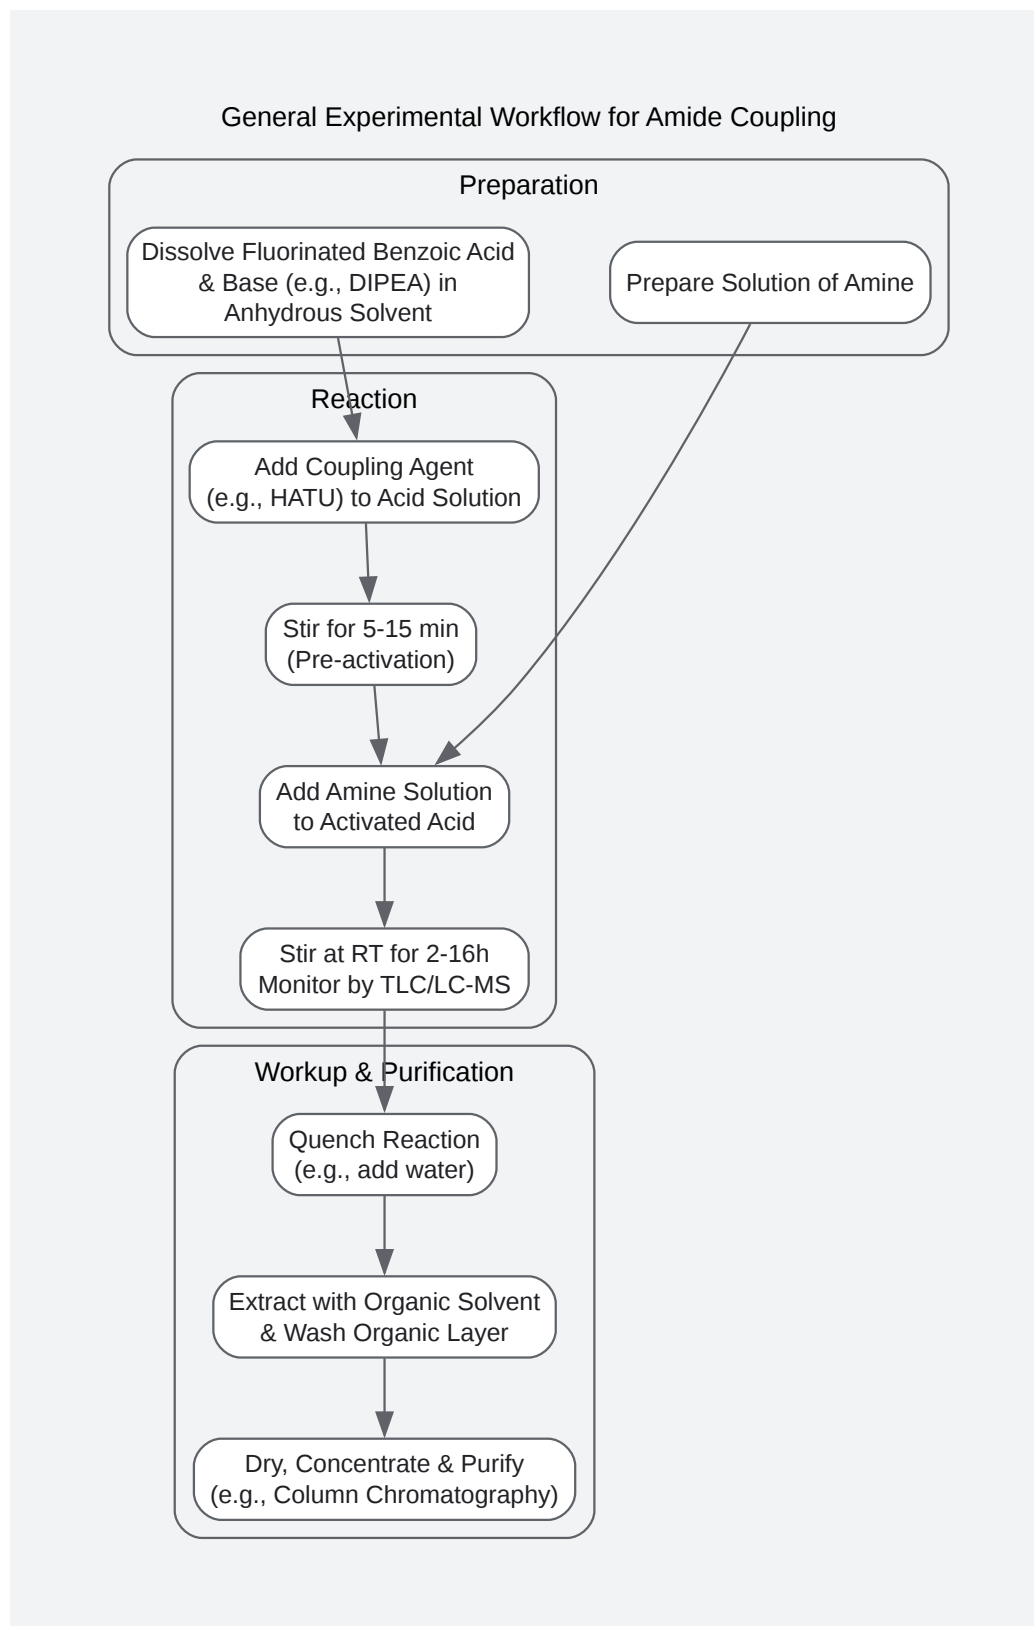 General Experimental Workflow for Amide Coupling
Preparation
Dissolve Fluorinated Benzoic Acid
& Base (e.g., DIPEA) in
Anhydrous Solvent
Prepare Solution of Amine
Reaction
Add Coupling Agent
(e.g., HATU) to Acid Solution
Stir for 5-15 min
(Pre-activation)
Add Amine Solution
to Activated Acid
Stir at RT for 2-16h
Monitor by TLC/LC-MS
Workup & Purification
Quench Reaction
(e.g., add water)
Extract with Organic Solvent
& Wash Organic Layer
Dry, Concentrate & Purify
(e.g., Column Chromatography)